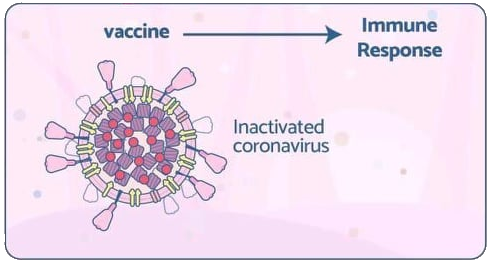 vaccine
Immune
Response
Inactivated
coronavirus